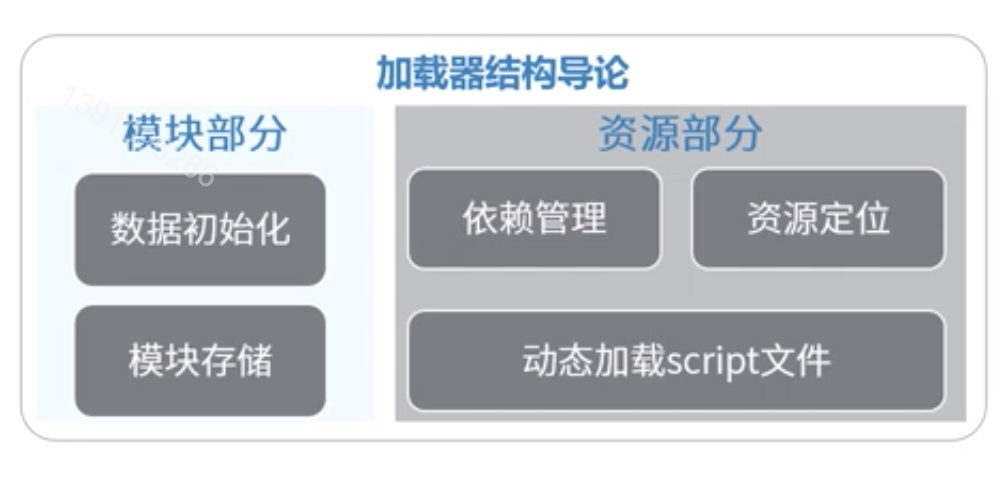 加载器结构导论
模块部分
资源部分
数据初始化
依赖管理
资源定位
模块存储
动态加载script文件